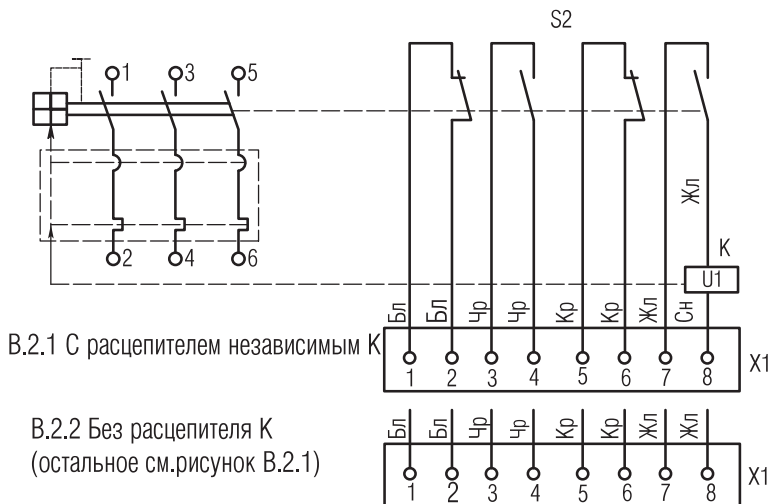 S2
1 3 5
2 4 6
Жл
К
U1
Бл Бл Чр Чр Кр Кр Жл Сн
В.2.1 С расцепителем независимым К
1 2 3 4 5 6 7 8
X1
В.2.2 Без расцепителя К
(остальное см.рисунок В.2.1)
Бл Бл Чр Чр Кр Кр Жл Жл
1 2 3 4 5 6 7 8
X1